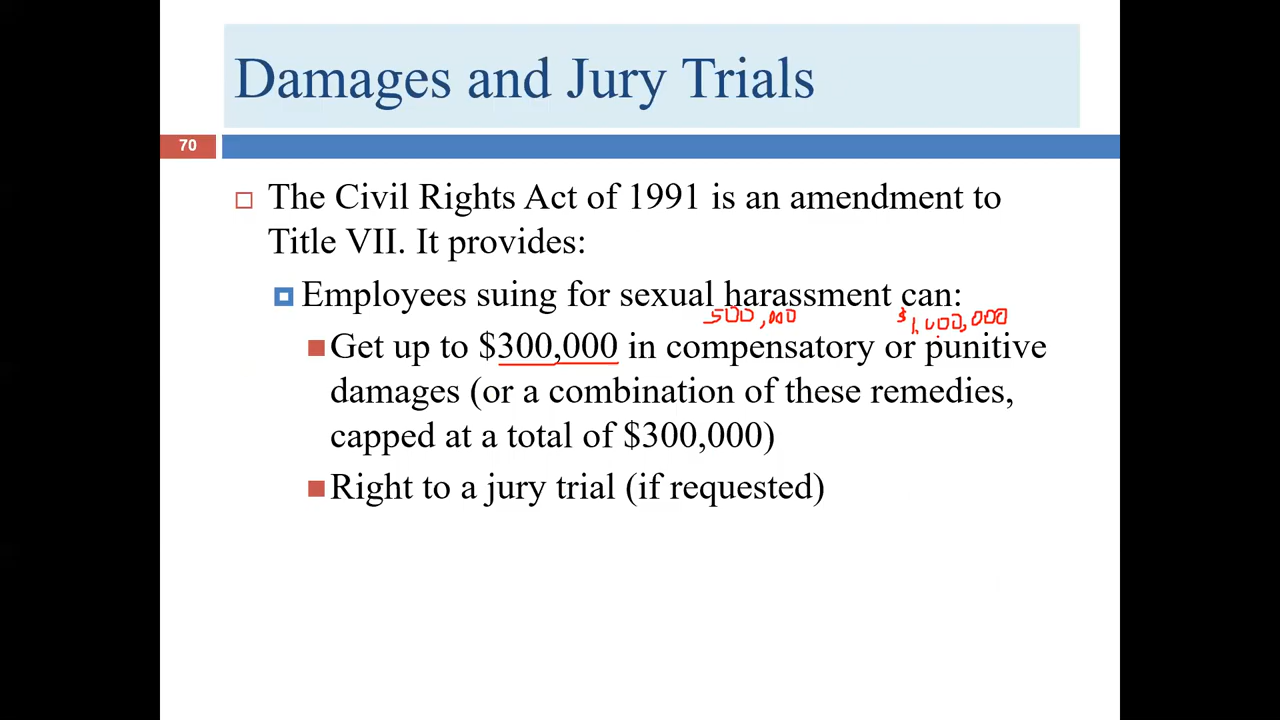 Damages and Jury Trials
70
The Civil Rights Act of 1991 is an amendment to
Title VII. It provides:
Employees suing for sexual harassment can:
500,000 $1,000,000
Get up to $300,000 in compensatory or punitive
damages (or a combination of these remedies,
capped at a total of $300,000)
Right to a jury trial (if requested)